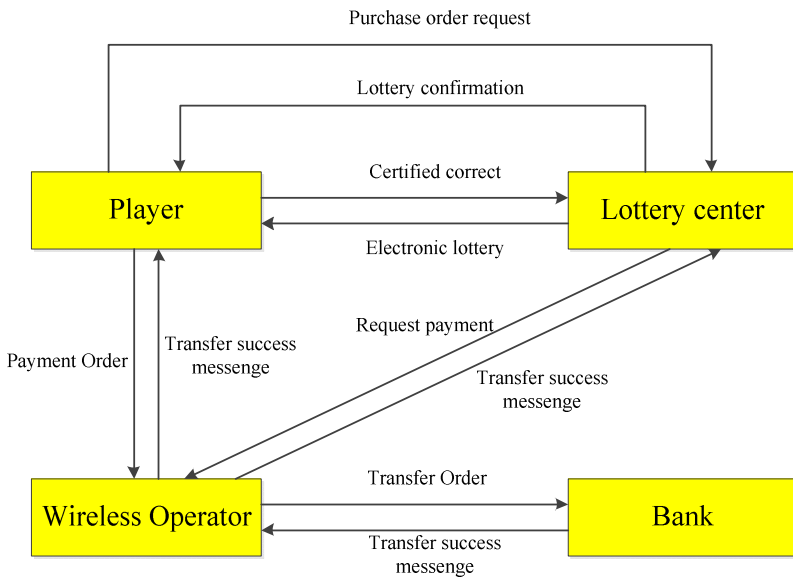 Purchase order request
Lottery confirmation
Certified correct
Player
Lottery center
Electronic lottery
Request payment
Transfer success
messenge
Payment Order
Transfer success
messenge
Transfer Order
Wireless Operator
Bank
Transfer success
messenge